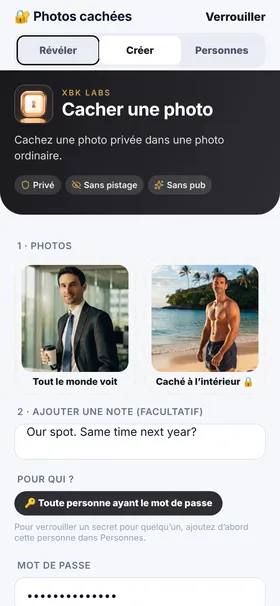 🔐 Photos cachées
Verrouiller
Révéler
Créer
Personnes
XBK LABS
Cacher une photo
Cachez une photo privée dans une photo
ordinaire.
Privé
Sans pistage
Sans pub
1 · PHOTOS
Tout le monde voit
Caché à l’intérieur 🔒
2 · AJOUTER UNE NOTE (FACULTATIF)
Our spot. Same time next year?
POUR QUI ?
🔑 Toute personne ayant le mot de passe
Pour verrouiller un secret pour quelqu’un, ajoutez d’abord
cette personne dans Personnes.
MOT DE PASSE
••••••••••••••